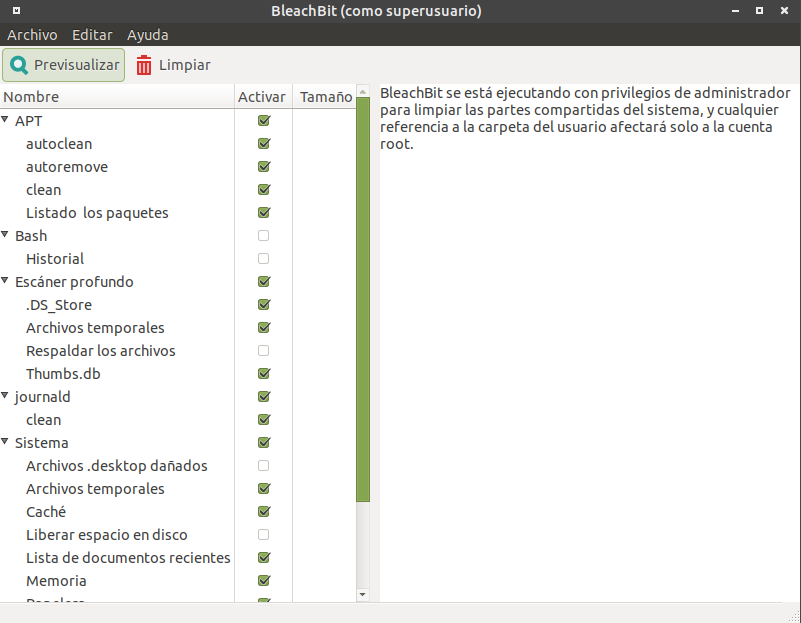 BleachBit (como superusuario)
Archivo Editar Ayuda
Previsualizar Limpiar
Nombre Activar Tamaño
APT
autoclean
autoremove
clean
Listado los paquetes
Bash
Historial
Escáner profundo
.DS_Store
Archivos temporales
Respaldar los archivos
Thumbs.db
journald
clean
Sistema
Archivos .desktop dañados
Archivos temporales
Caché
Liberar espacio en disco
Lista de documentos recientes
Memoria
BleachBit se está ejecutando con privilegios de administrador
para limpiar las partes compartidas del sistema, y cualquier
referencia a la carpeta del usuario afectará solo a la cuenta
root.